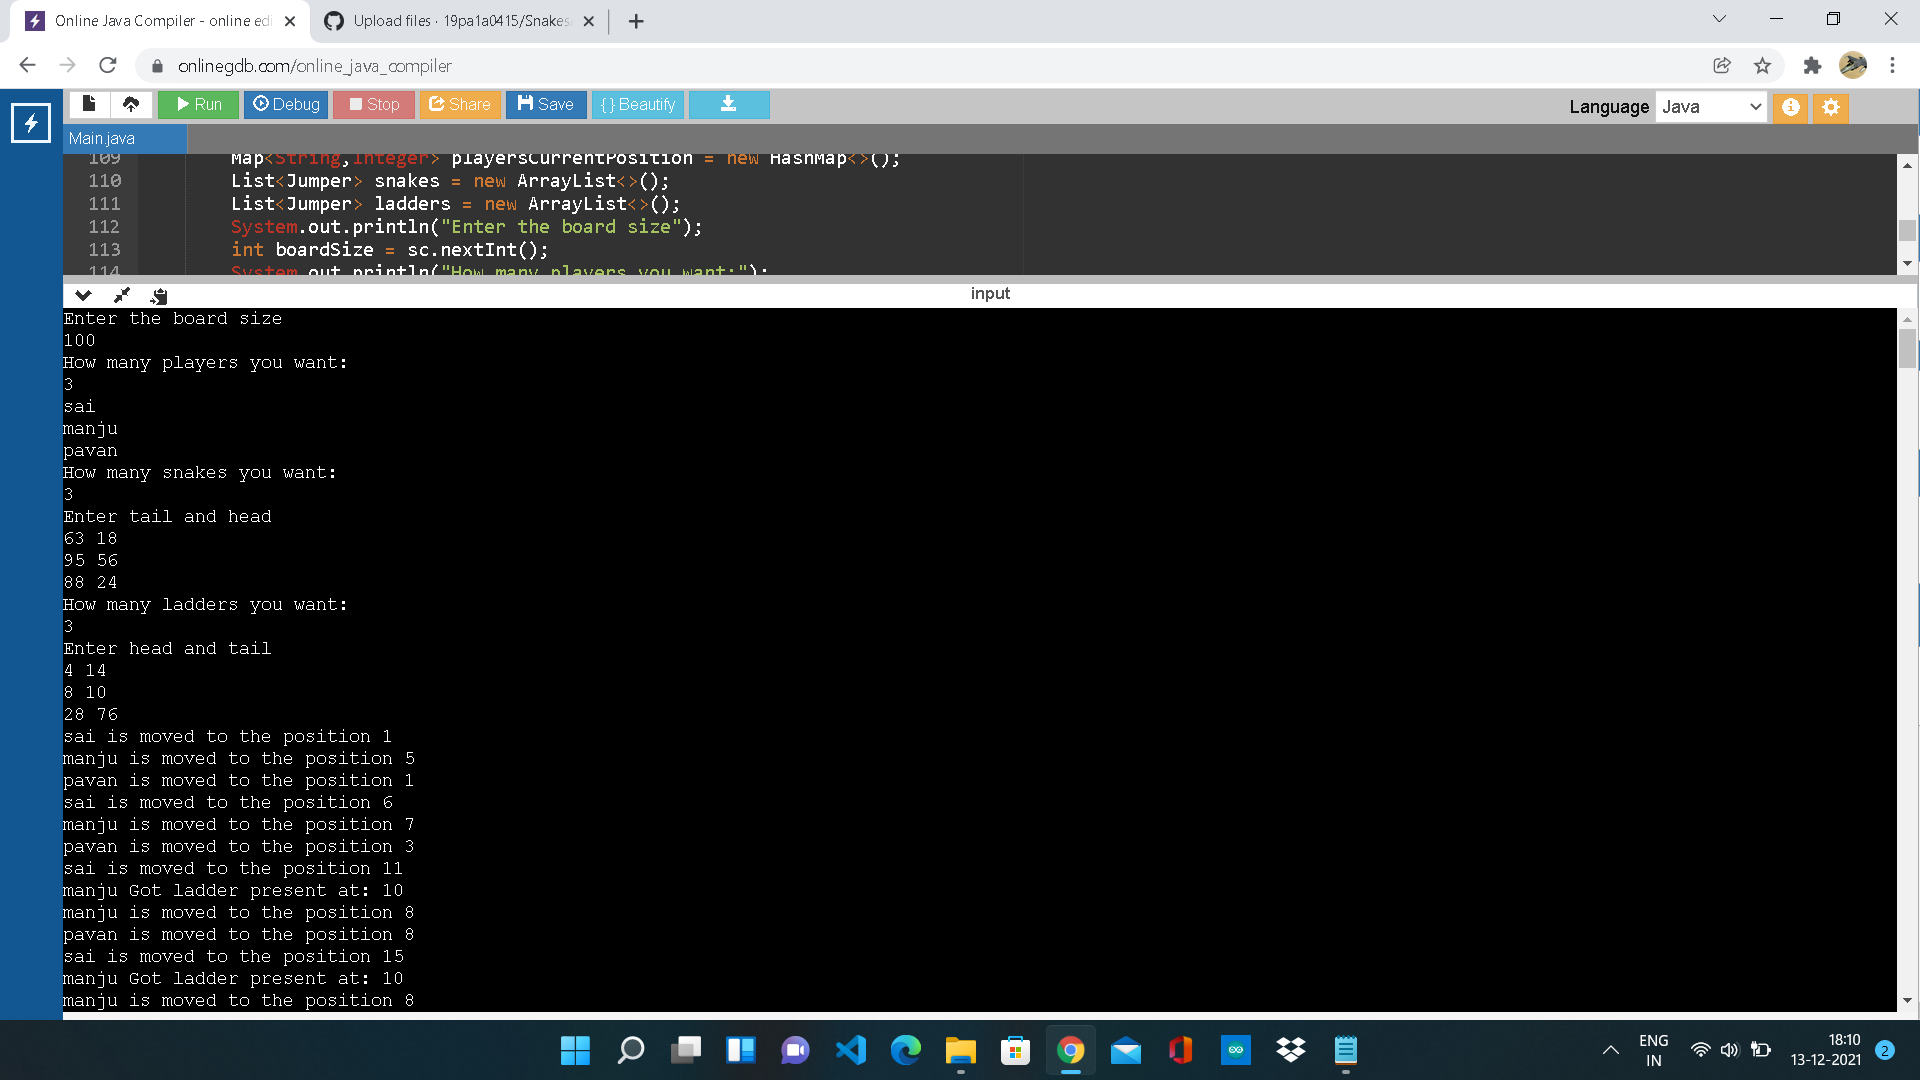 Online Java Compiler - online edi
Upload files · 19pa1a0415/Snakes
onlinegdb.com/online_java_compiler
Run Debug Stop Share Save {} Beautify
Language Java
Main.java
109 Map<String,Integer> playersCurrentPosition = new HashMap<>();
110 List<Jumper> snakes = new ArrayList<>();
111 List<Jumper> ladders = new ArrayList<>();
112 System.out.println("Enter the board size");
113 int boardSize = sc.nextInt();
114 System.out.println("How many players you want:");
input
Enter the board size
100
How many players you want:
3
sai
manju
pavan
How many snakes you want:
3
Enter tail and head
63 18
95 56
88 24
How many ladders you want:
3
Enter head and tail
4 14
8 10
28 76
sai is moved to the position 1
manju is moved to the position 5
pavan is moved to the position 1
sai is moved to the position 6
manju is moved to the position 7
pavan is moved to the position 3
sai is moved to the position 11
manju Got ladder present at: 10
manju is moved to the position 8
pavan is moved to the position 8
sai is moved to the position 15
manju Got ladder present at: 10
manju is moved to the position 8
ENG
IN
18:10
13-12-2021
2